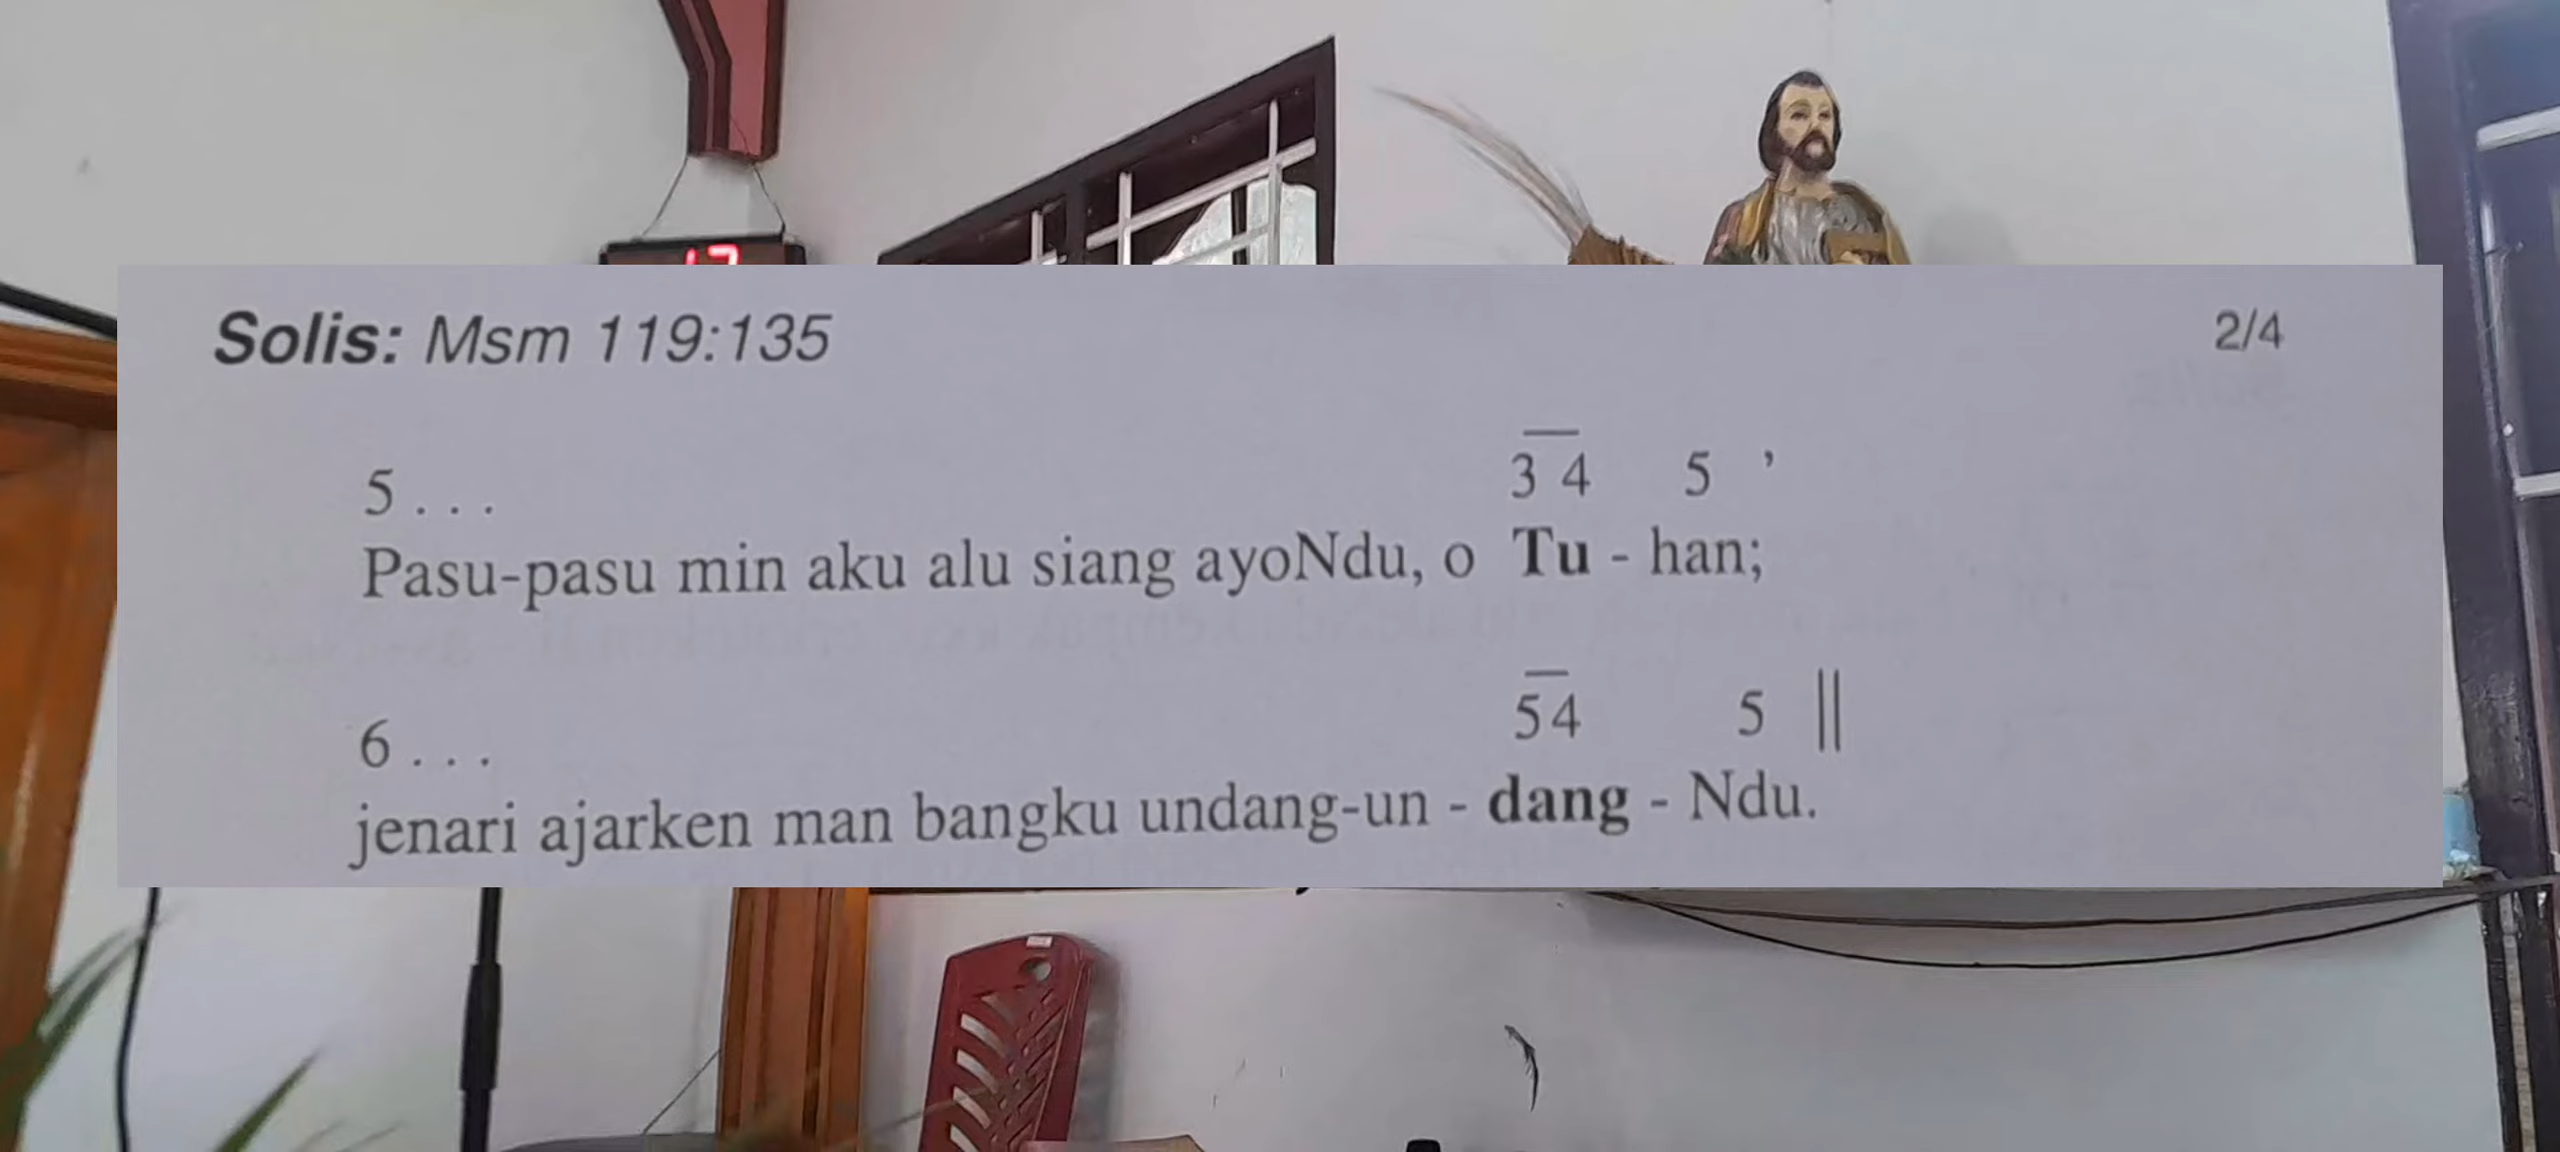 17
Solis: Msm 119:135 2/4
5 . . . 3 4 5 ,
Pasu-pasu min aku alu siang ayoNdu, o Tu - han;
6 . . . 5 4 5 ||
jenari ajarken man bangku undang-un - dang - Ndu.